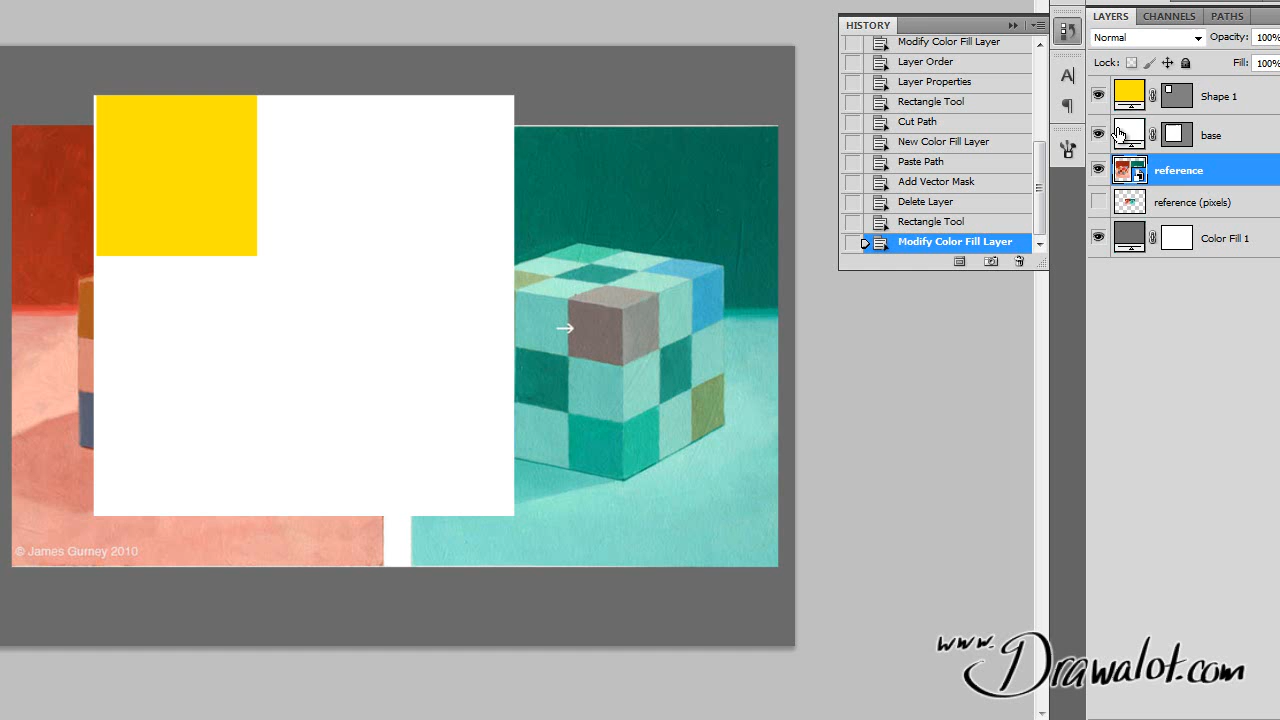 HISTORY
Modify Color Fill Layer
Layer Order
Layer Properties
Rectangle Tool
Cut Path
New Color Fill Layer
Paste Path
Add Vector Mask
Delete Layer
Rectangle Tool
Modify Color Fill Layer
LAYERS CHANNELS PATHS
Normal Opacity: 100%
Lock: Fill: 100%
Shape 1
base
reference
reference (pixels)
Color Fill 1
© James Gurney 2010
www.Drawalot.com